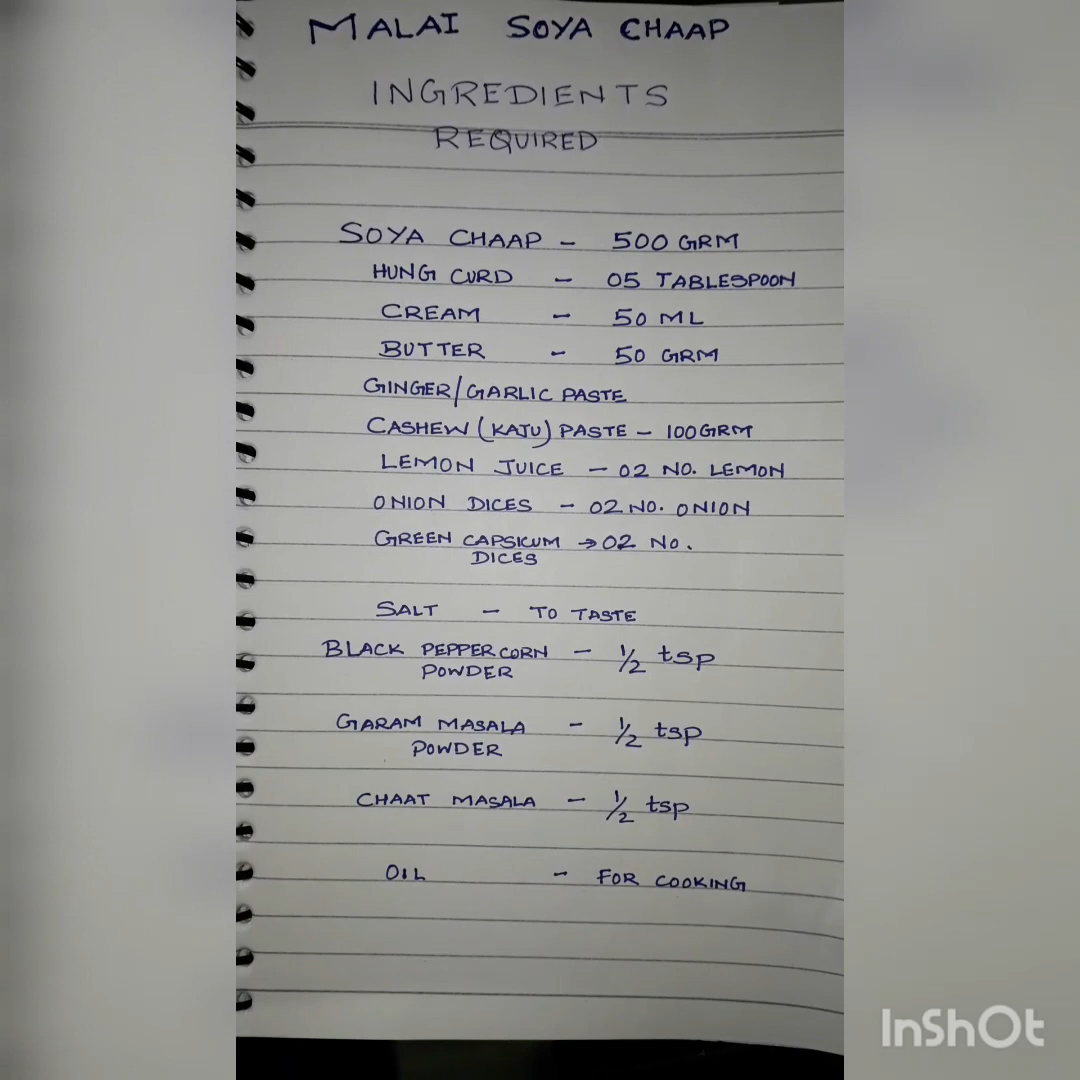 MALAI SOYA CHAAP
INGREDIENTS
REQUIRED
SOYA CHAAP - 500 GRM
HUNG CURD - 05 TABLESPOON
CREAM - 50 ML
BUTTER - 50 GRM
GINGER/GARLIC PASTE
CASHEW (KAJU) PASTE - 100GRM
LEMON JUICE - 02 NO. LEMON
ONION DICES - 02 NO. ONION
GREEN CAPSICUM → 02 NO.
DICES
SALT - TO TASTE
BLACK PEPPERCORN - 1/2 tsp
POWDER
GARAM MASALA - 1/2 tsp
POWDER
CHAAT MASALA - 1/2 tsp
OIL - FOR COOKING
InShOt